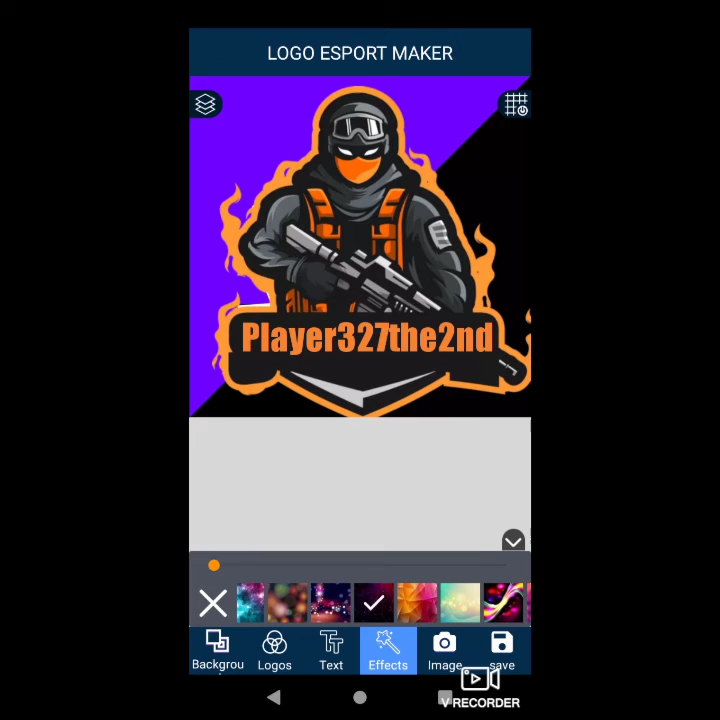 LOGO ESPORT MAKER
Player327the2nd
Backgrou
Logos
Text
Effects
Image
save
V RECORDER